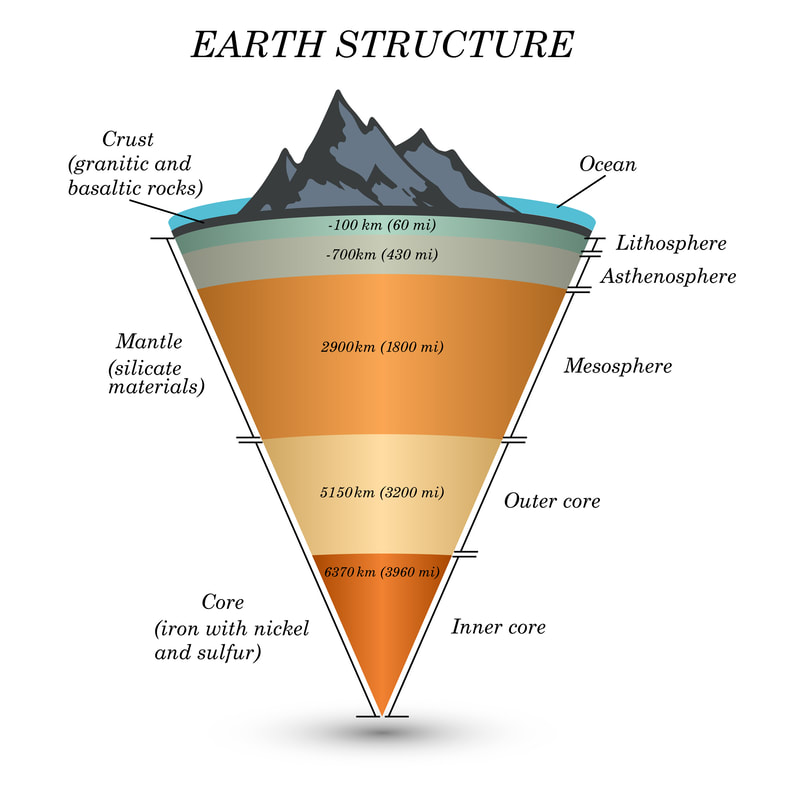 EARTH STRUCTURE
Crust
(granitic and
basaltic rocks)
Ocean
-100 km (60 mi)
Lithosphere
-700km (430 mi)
Asthenosphere
Mantle
(silicate
materials)
2900km (1800 mi)
Mesosphere
5150km (3200 mi)
Outer core
6370 km (3960 mi)
Core
(iron with nickel
and sulfur)
Inner core